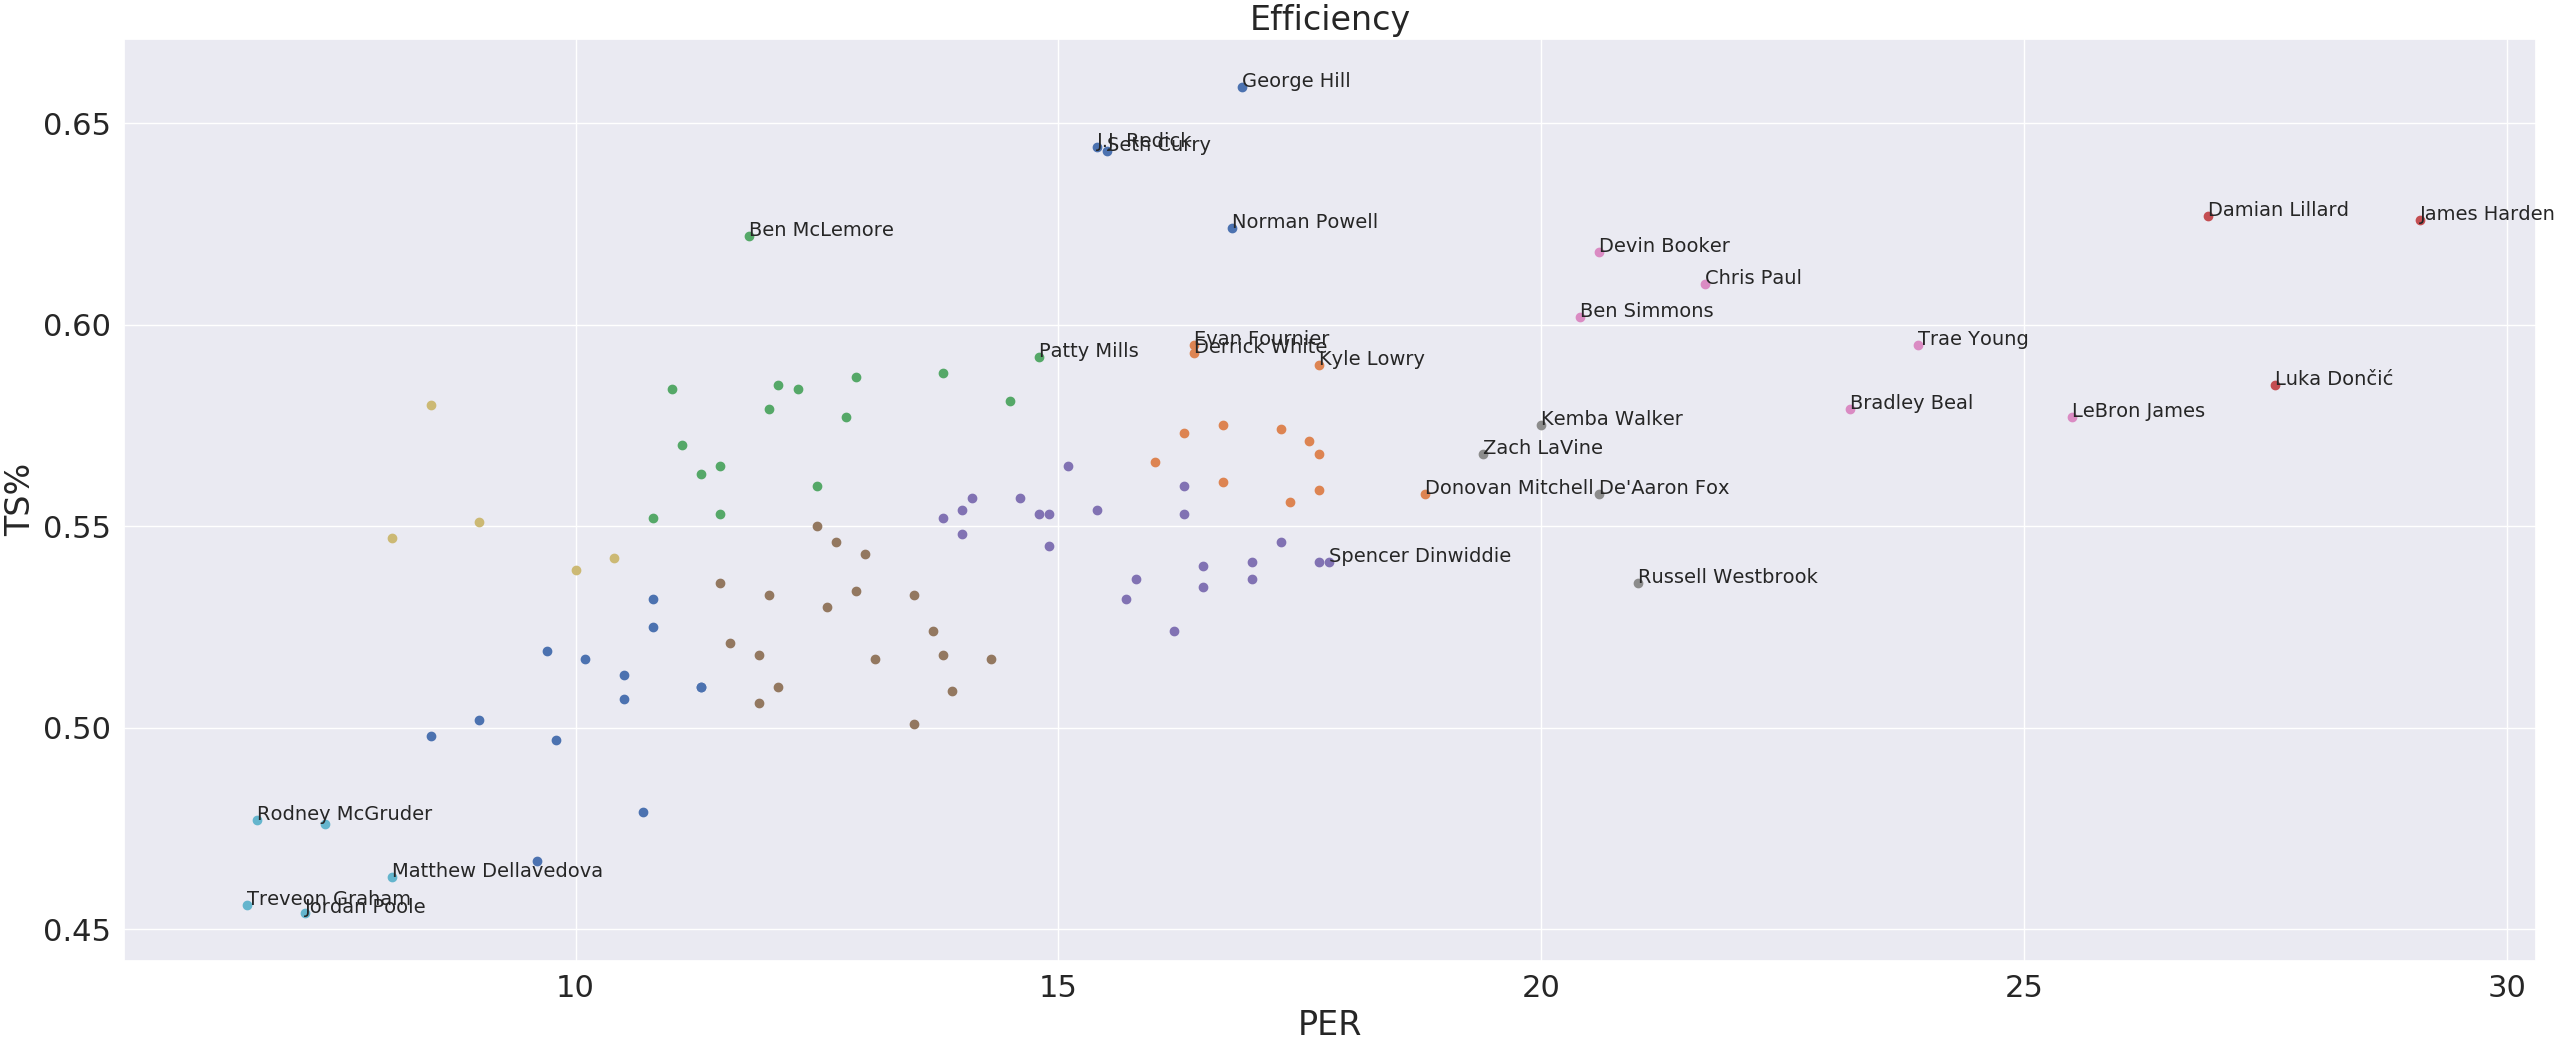 Efficiency
George Hill
0.65
J.J. Redick
Seth Curry
Damian Lillard
James Harden
Norman Powell
Ben McLemore
Devin Booker
Chris Paul
Ben Simmons
0.60
Evan Fournier
Trae Young
Derrick White
Patty Mills
Kyle Lowry
Luka Dončić
Bradley Beal
LeBron James
Kemba Walker
Zach LaVine
Donovan Mitchell
De'Aaron Fox
TS%
0.55
Spencer Dinwiddie
Russell Westbrook
0.50
Rodney McGruder
Matthew Dellavedova
Treveon Graham
Jordan Poole
0.45
10
15
20
25
30
PER